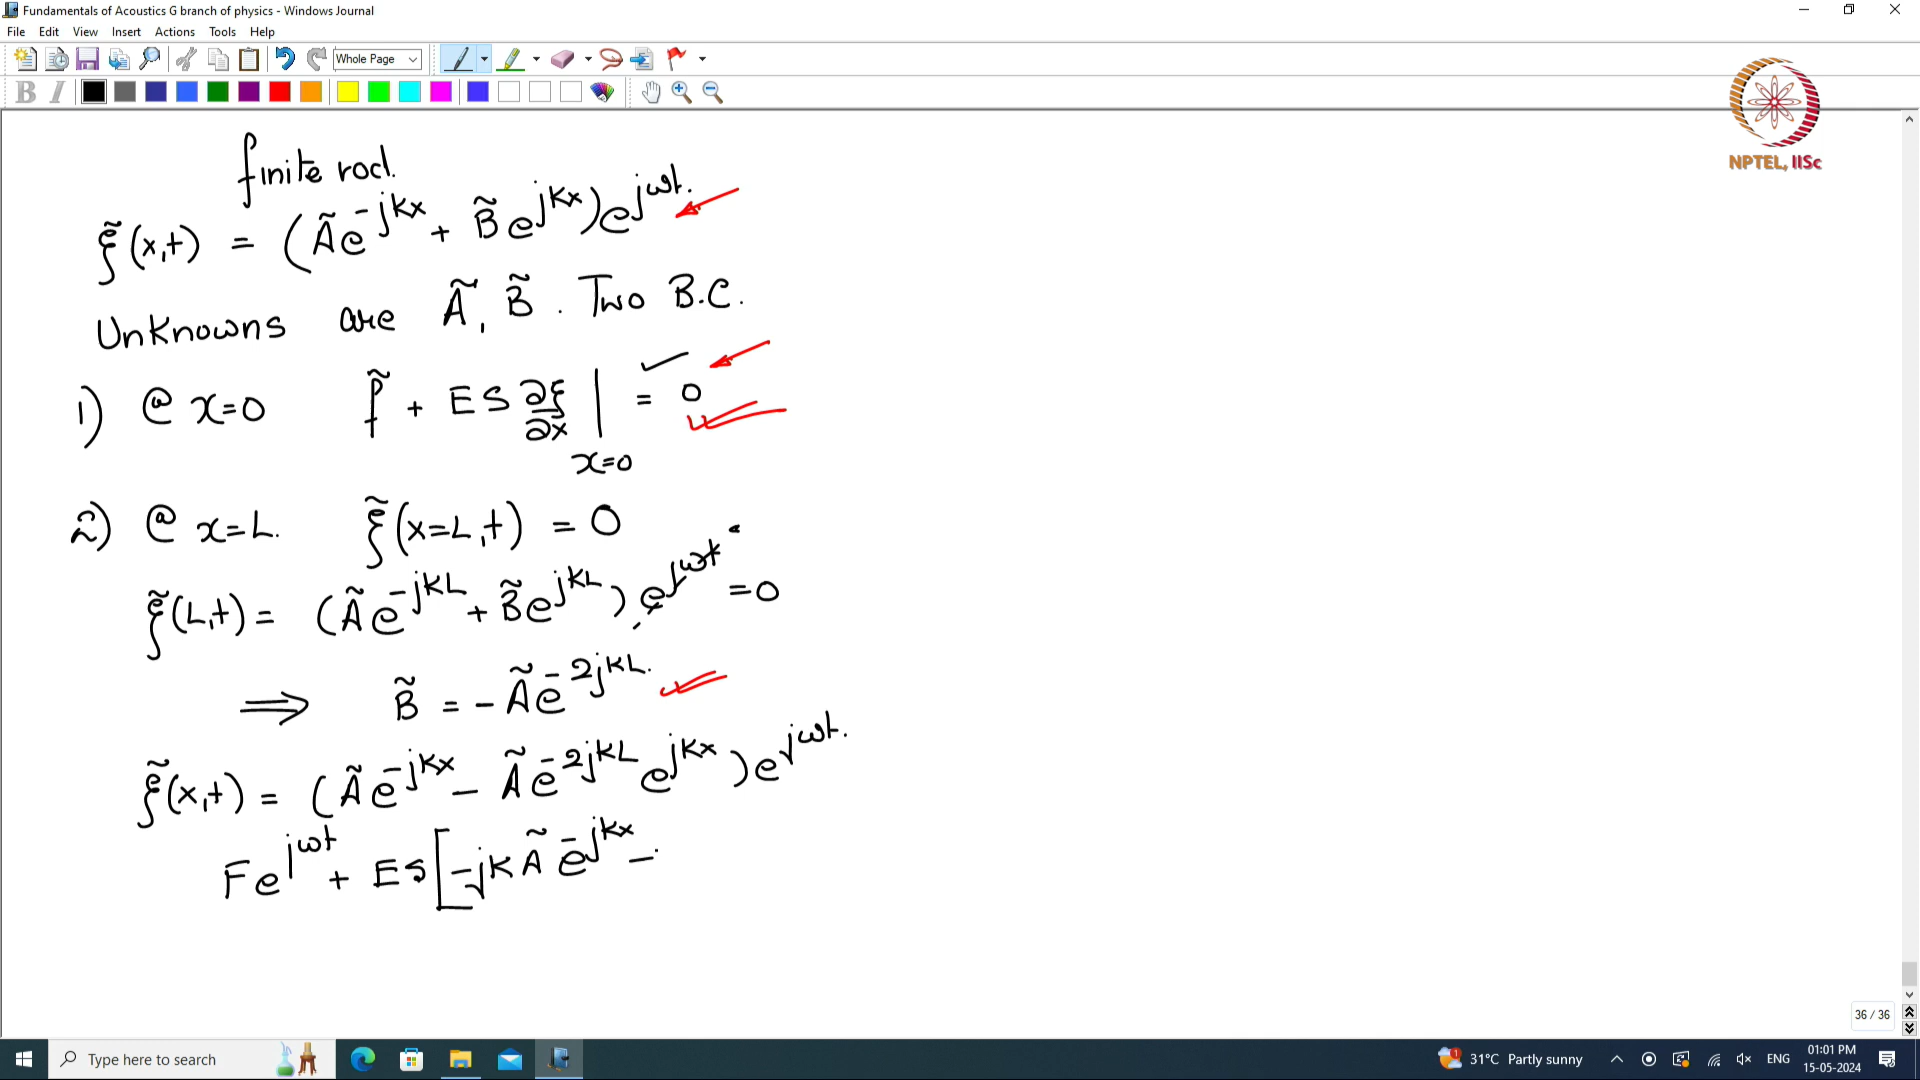 Fundamentals of Acoustics G branch of physics - Windows Journal
File Edit View Insert Actions Tools Help
Whole Page
B I
NPTEL, IISc
finite rod.
ξ̃(x,t) = (Ãe^{-jkx} + B̃e^{jkx})e^{jωt}.
Unknowns are Ã, B̃. Two B.C.
1) @ x=0 f̃ + ES ∂ξ/∂x | = 0
x=0
2) @ x=L. ξ̃(x=L,t) = 0
ξ̃(L,t) = (Ãe^{-jkL} + B̃e^{jkL}).e^{jωt} = 0
⇒ B̃ = -Ãe^{-2jkL}.
ξ̃(x,t) = (Ãe^{-jkx} - Ãe^{-2jkL}e^{jkx})e^{jωt}.
Fe^{jωt} + ES[-jkÃe^{-jkx} -
36 / 36
Type here to search
31°C Partly sunny
ENG
01:01 PM
15-05-2024